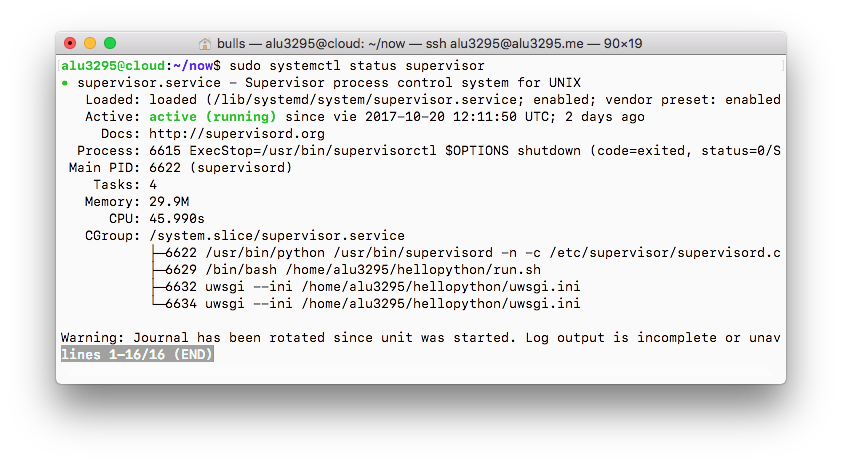 bulls — alu3295@cloud: ~/now — ssh alu3295@alu3295.me — 90×19
alu3295@cloud:~/now$ sudo systemctl status supervisor
● supervisor.service - Supervisor process control system for UNIX
Loaded: loaded (/lib/systemd/system/supervisor.service; enabled; vendor preset: enabled
Active: active (running) since vie 2017-10-20 12:11:50 UTC; 2 days ago
Docs: http://supervisord.org
Process: 6615 ExecStop=/usr/bin/supervisorctl $OPTIONS shutdown (code=exited, status=0/S
Main PID: 6622 (supervisord)
Tasks: 4
Memory: 29.9M
CPU: 45.990s
CGroup: /system.slice/supervisor.service
├─6622 /usr/bin/python /usr/bin/supervisord -n -c /etc/supervisor/supervisord.c
├─6629 /bin/bash /home/alu3295/hellopython/run.sh
├─6632 uwsgi --ini /home/alu3295/hellopython/uwsgi.ini
└─6634 uwsgi --ini /home/alu3295/hellopython/uwsgi.ini
Warning: Journal has been rotated since unit was started. Log output is incomplete or unav
lines 1-16/16 (END)